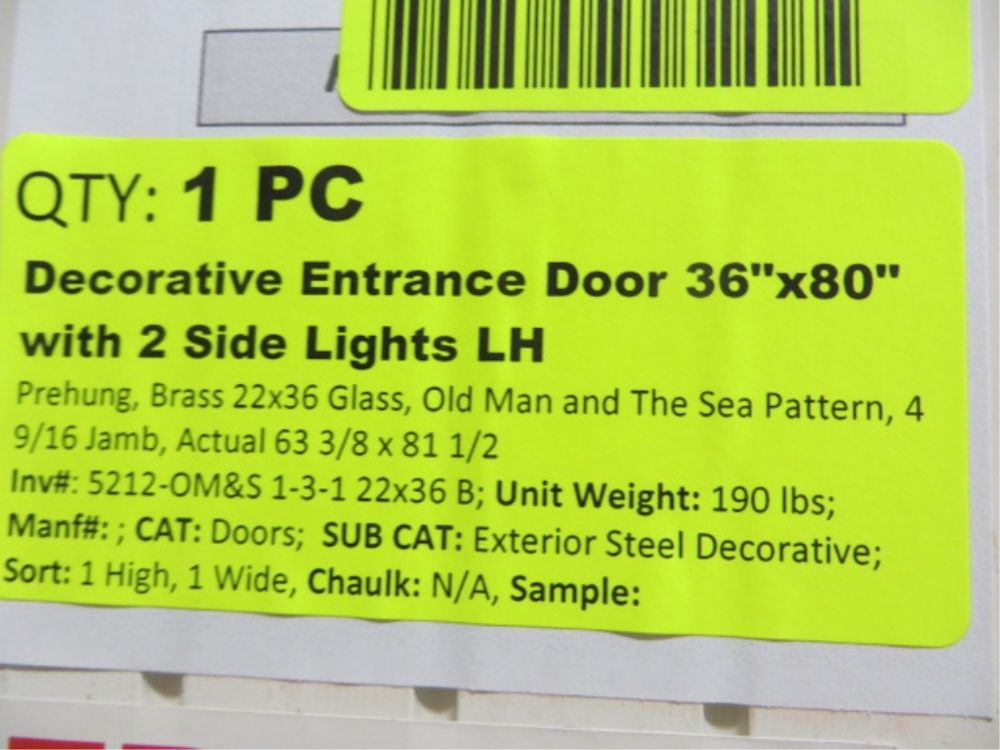 QTY: 1 PC
Decorative Entrance Door 36"x80"
with 2 Side Lights LH
Prehung, Brass 22x36 Glass, Old Man and The Sea Pattern, 4
9/16 Jamb, Actual 63 3/8 x 81 1/2
Inv#: 5212-OM&S 1-3-1 22x36 B; Unit Weight: 190 lbs;
Manf#: ; CAT: Doors; SUB CAT: Exterior Steel Decorative;
Sort: 1 High, 1 Wide, Chaulk: N/A, Sample: